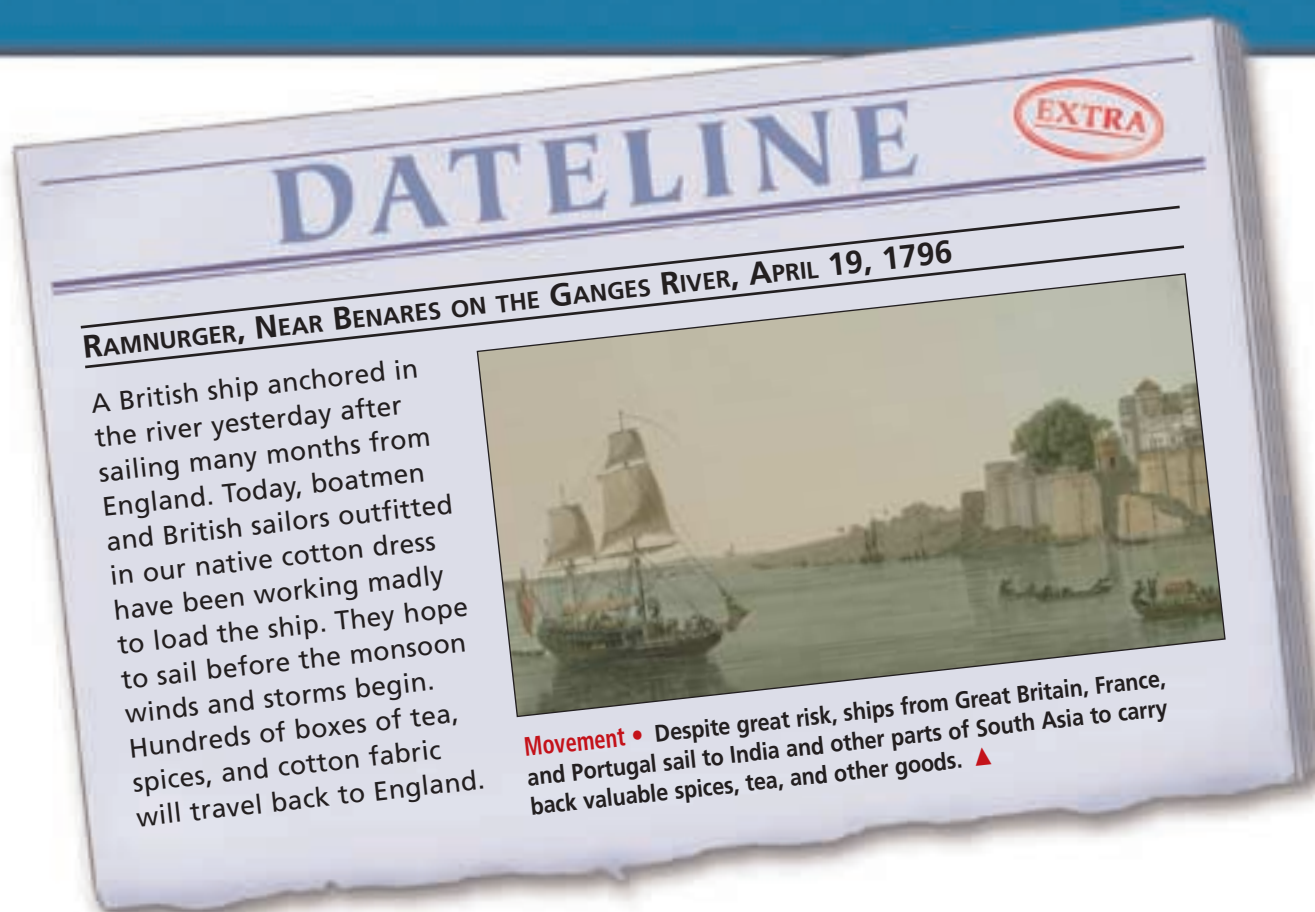 DATELINE
EXTRA
RAMNURGER, NEAR BENARES ON THE GANGES RIVER, APRIL 19, 1796
A British ship anchored in
the river yesterday after
sailing many months from
England. Today, boatmen
and British sailors outfitted
in our native cotton dress
have been working madly
to load the ship. They hope
to sail before the monsoon
winds and storms begin.
Hundreds of boxes of tea,
spices, and cotton fabric
will travel back to England.
Movement • Despite great risk, ships from Great Britain, France,
and Portugal sail to India and other parts of South Asia to carry
back valuable spices, tea, and other goods. ▲